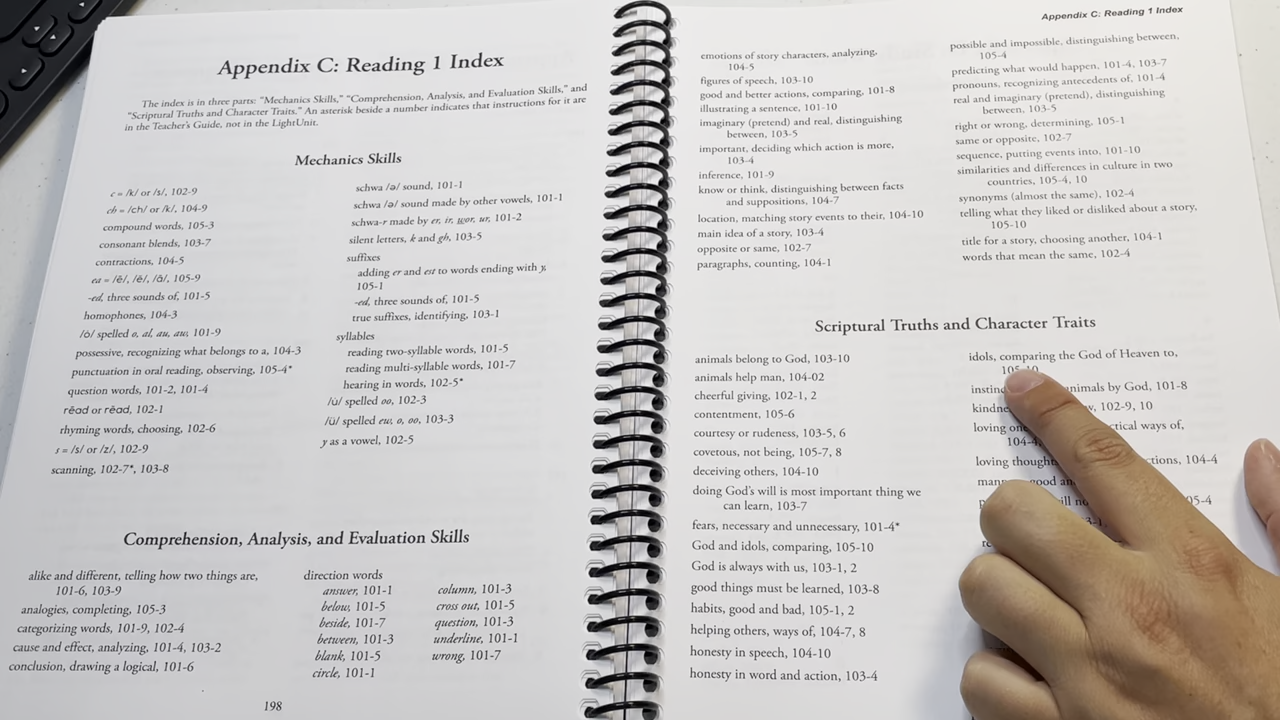 Appendix C: Reading 1 Index
The index is in three parts: "Mechanics Skills," "Comprehension, Analysis, and Evaluation Skills," and
"Scriptural Truths and Character Traits." An asterisk beside a number indicates that instructions for it are
in the Teacher's Guide, not in the LightUnit.
Mechanics Skills
c = /k/ or /s/, 102-9
ch = /ch/ or /k/, 104-9
compound words, 105-3
consonant blends, 103-7
contractions,
-ed, three sounds of, 101-5
homophones, 104-3
/ô/ spelled o, al, au, aw, 101-9
possessive, recognizing what belongs to a, 104-3
punctuation in oral reading, observing, 105-4*
question words, 101-2, 101-4
rĕad or rēad, 102-1
rhyming words, choosing, 102-6
s = /s/ or /z/, 102-9
scanning, 102-7*,
schwa /ə/ sound, 101-1
schwa /ə/ sound made by other vowels, 101-1
schwa-r made by er, ir, wor, ur, 101-2
silent letters, k and gh, 103-5
suffixes
adding er and est to words ending with y,
105-1
-ed, three sounds of, 101-5
true suffixes, identifying, 103-1
syllables
reading two-syllable words, 101-5
reading multi-syllable words, 101-7
hearing in words, 102-5*
spelled oo, 102-3
spelled ew, o, oo, 103-3
y as a vowel, 102-5
Comrehension, Analysis, and Evaluation Skills
alike and different, telling how two things are,
101-6, 103-9
analogies, completing, 105-3
categorizing words, 101-9, 102-4
cause and effect, analyzing, 101-4, 103-2
conclusion, drawing a logical, 101-6
direction words
answer, 101-1
below, 101-5
beside, 101-7
between, 101-3
blank, 101-
circle, 101-
column, 101-3
cross out, 101-5
question, 101-3
underline, 101-1
wrong, 101-7
198
Appendix C: Reading 1 Index
emotions of story characters, analyzing,
104-5
figures of speech, 103-10
good and better actions, comparing, 101-8
illustrating a sentence, 101-10
imaginary (pretend) and real, distinguishing
between, 103-5
important, deciding which action is more,
103-4
inference, 101-9
know or think, distinguishing between facts
and suppositions, 104-7
location, matching story events to their, 104-10
main idea of a story, 103-4
opposite or same, 102-7
paragraphs, counting, 104-1
possible and impossible, distinguishing between,
105-4
predicting what would happen, 101-4, 103-7
pronouns, recognizing antecedents of, 101-4
real and imaginary (pretend), distinguishing
between, 103-5
right or wrong, determining, 105-1
same or opposite, 102-7
sequence, putting events into, 101-10
similarities and differences in culture in two
countries, 105-4, 10
synonyms (almost the same), 102-4
telling what they liked or disliked about a story,
105-10
title for a story, choosing another, 104-1
words that mean the same, 102-4
Scriptural Truths and Character Traits
animals belong to God, 103-10
animals help man, 104-02
cheerful giving, 102-1, 2
contentment, 105-6
courtesy or rudeness, 103-5, 6
covetous, not being, 105-7, 8
deceiving others, 104-10
doing God's will is most important thing we
can learn, 103-7
fears, necessary and unnecessary, 101-4*
God and idols, comparing, 105-10
God is always with us, 103-1, 2
good things must be learned, 103-8
habits, good and bad, 105-1, 2
helping others, ways of, 104-7, 8
honesty in speech, 104-10
honesty in word and action, 103-4
idols, comparing the God of Heaven to,
105-10
animals by God, 101-8
102-9, 10
loving ways of,
104-4,
loving 104-4
good